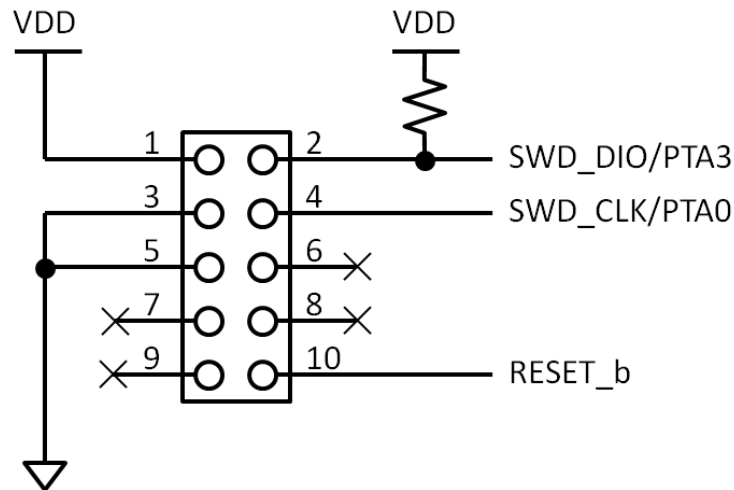 VDD VDD
1 2 SWD_DIO/PTA3
3 4 SWD_CLK/PTA0
5 6
7 8
9 10 RESET_b